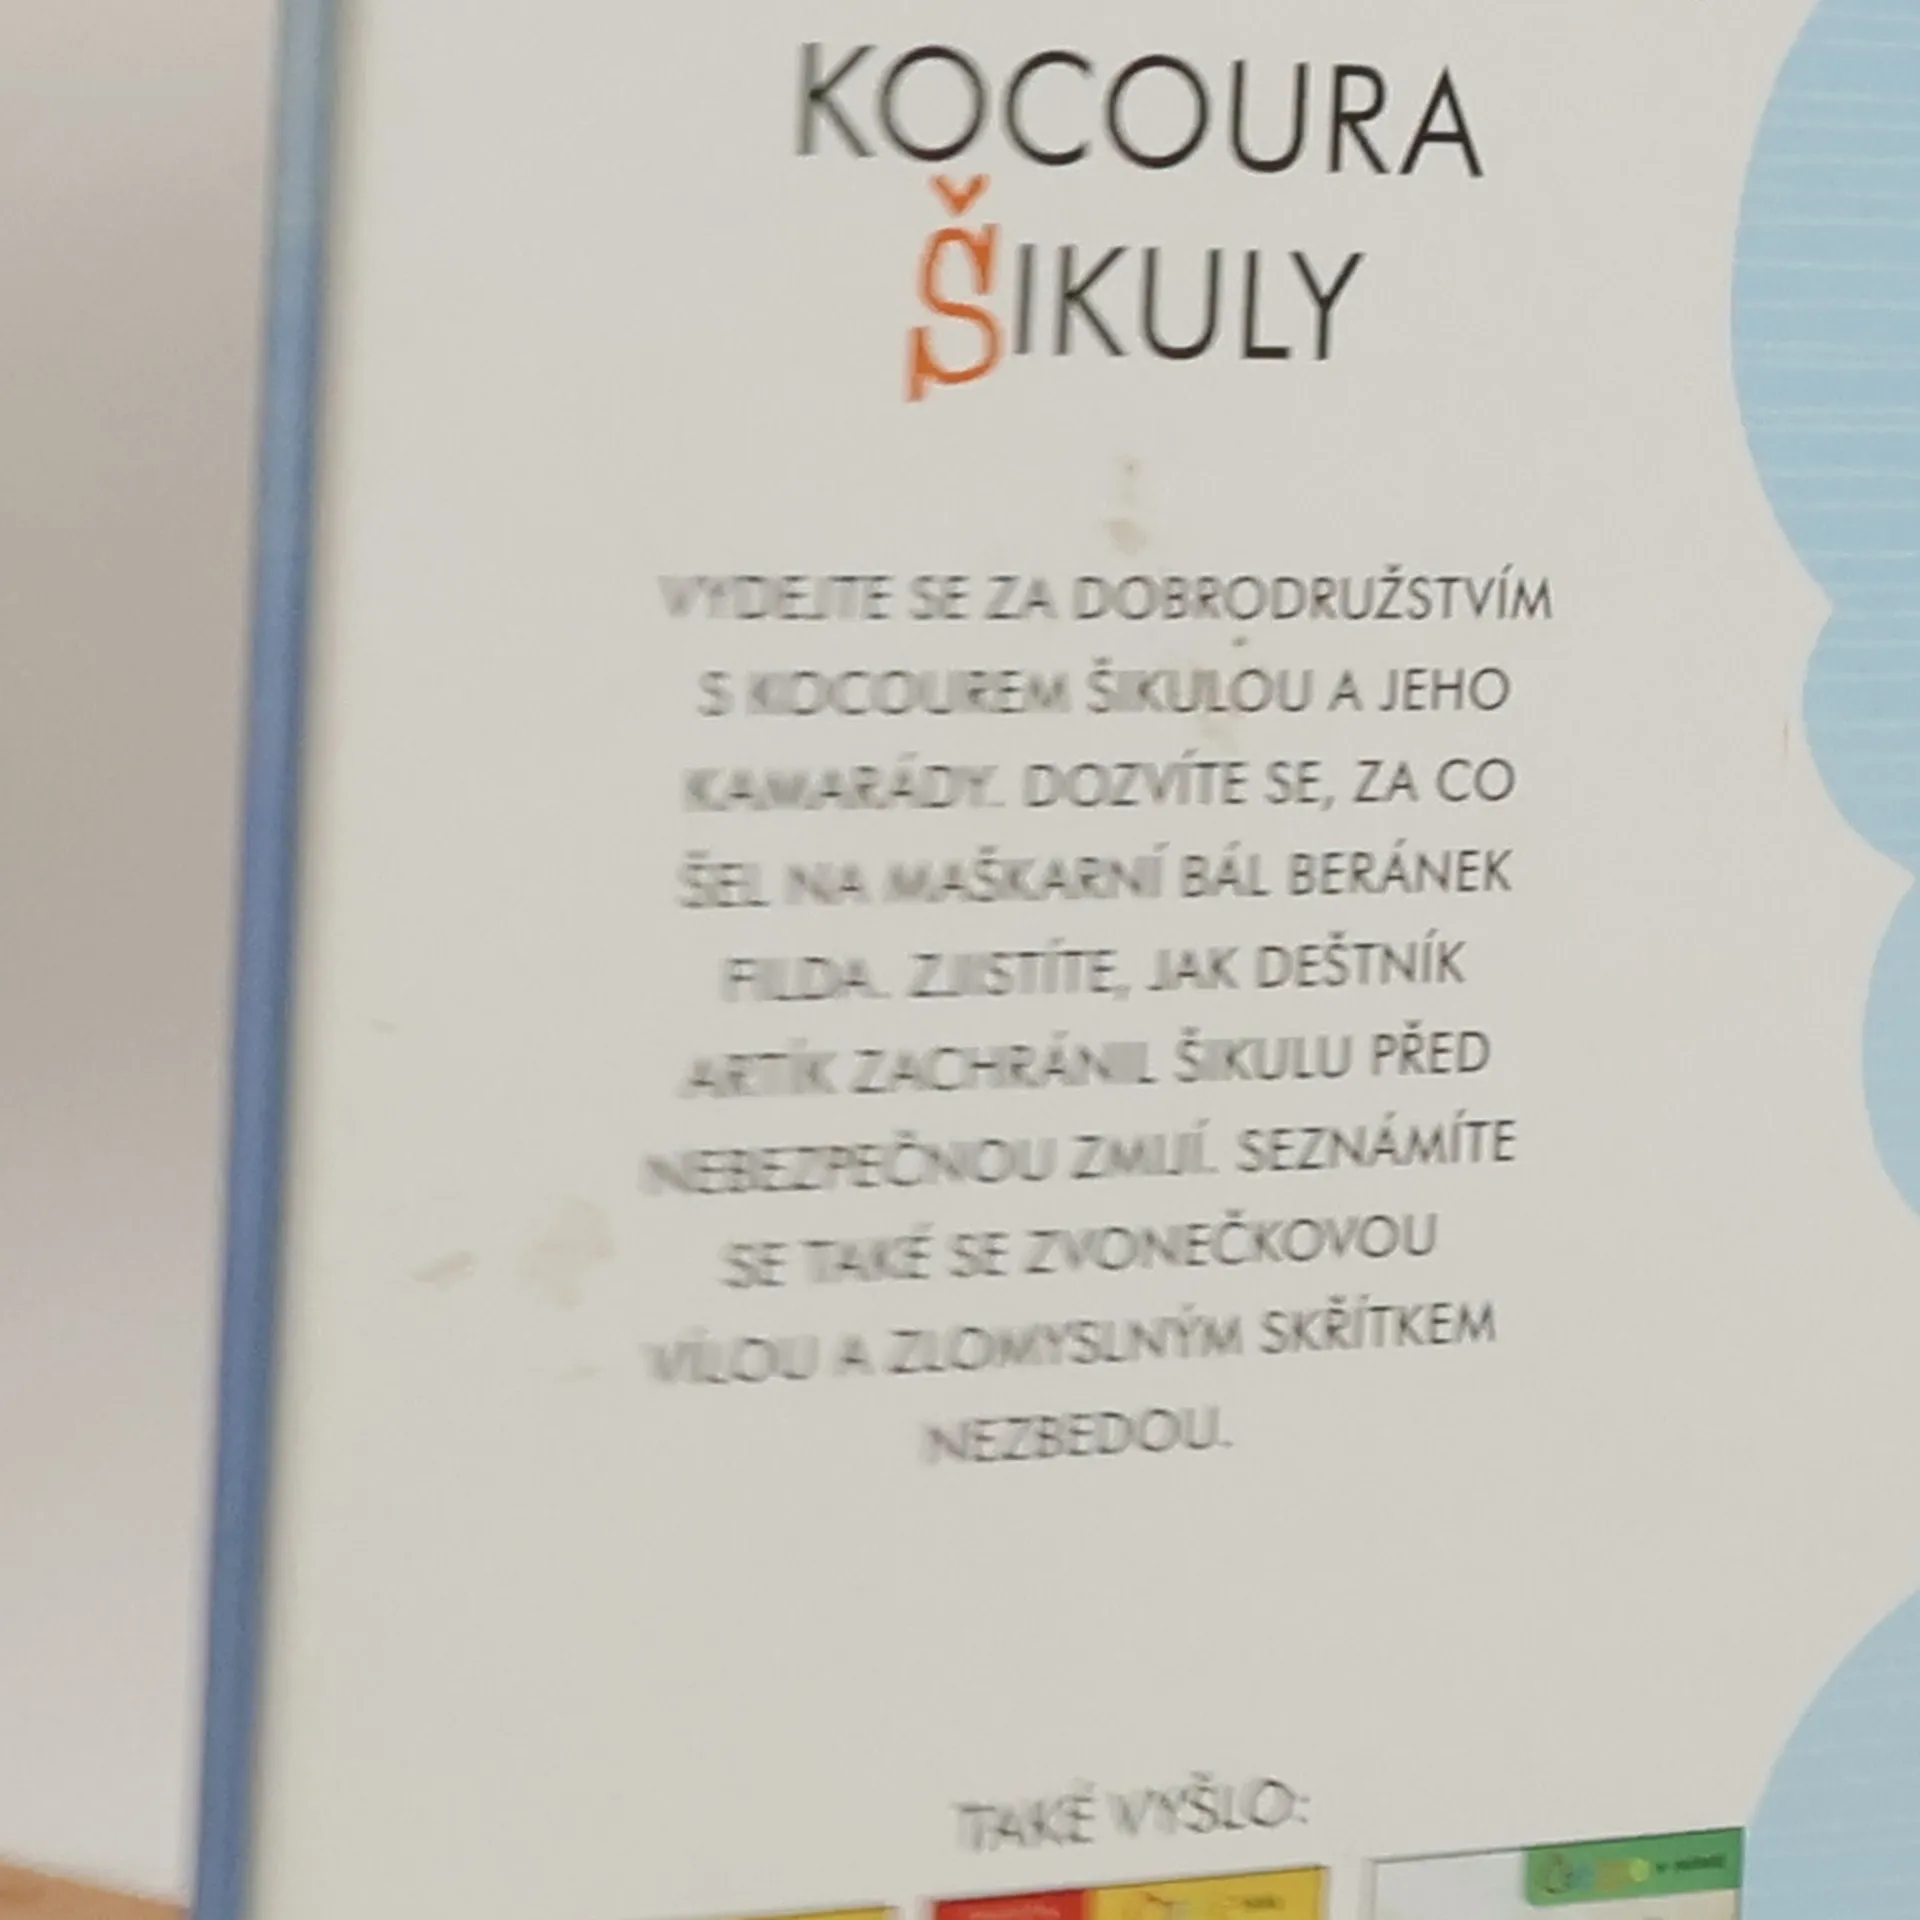 KOCOURA
ŠIKULY
VYDEJTE SE ZA DOBRODRUŽSTVÍM
S KOCOUREM ŠIKULOU A JEHO
KAMARÁDY. DOZVÍTE SE, ZA CO
ŠEL NA MAŠKARNÍ BÁL BERÁNEK
FILDA. ZJISTÍTE, JAK DEŠTNÍK
ARTÍK ZACHRÁNIL ŠIKULU PŘED
NEBEZPEČNOU ZMIJÍ. SEZNÁMÍTE
SE TAKÉ SE ZVONEČKOVOU
VÍLOU A ZLOMYSLNÝM SKŘÍTKEM
NEZBEDOU.
TAKÉ VYŠLO: